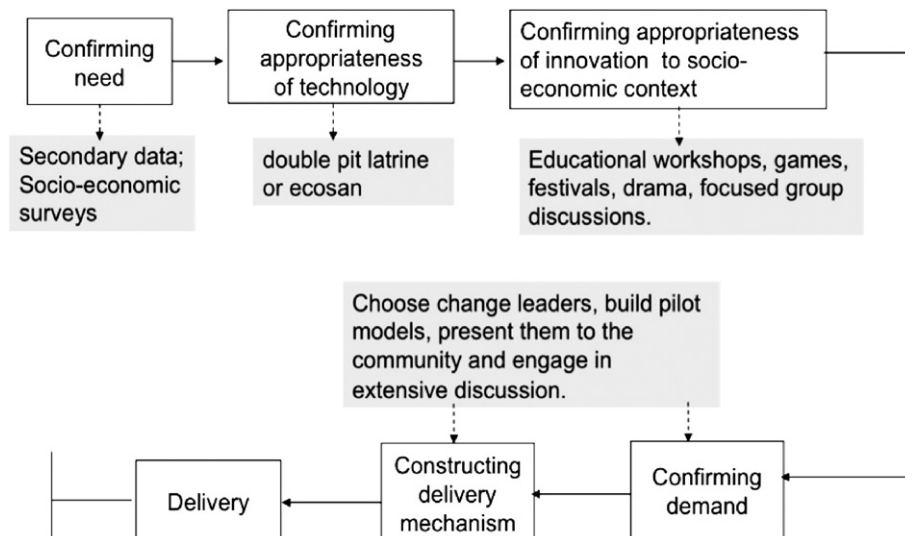 Confirming
need
Confirming
appropriateness
of technology
Confirming appropriateness
of innovation to socio-
economic context
Secondary data;
Socio-economic
surveys
double pit latrine
or ecosan
Educational workshops, games,
festivals, drama, focused group
discussions.
Choose change leaders, build pilot
models, present them to the
community and engage in
extensive discussion.
Delivery
Constructing
delivery
mechanism
Confirming
demand